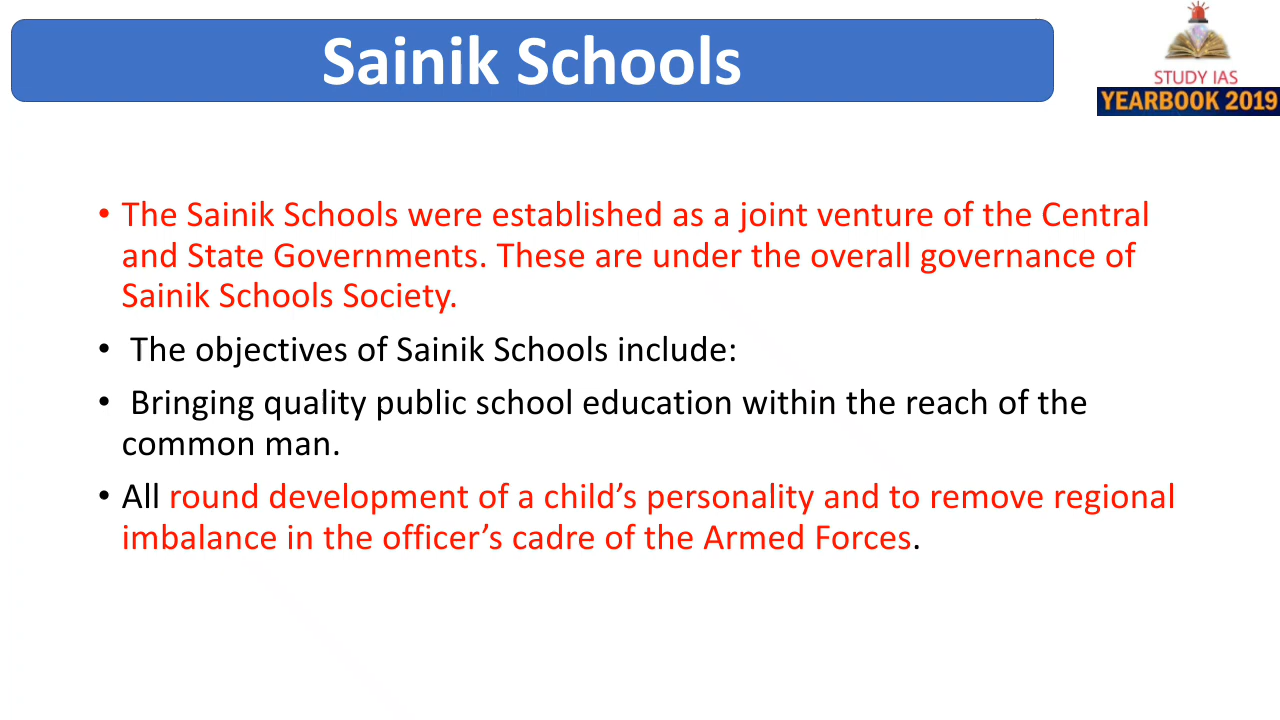 Sainik Schools
STUDY IAS
YEARBOOK 2019
• The Sainik Schools were established as a joint venture of the Central
and State Governments. These are under the overall governance of
Sainik Schools Society.
• The objectives of Sainik Schools include:
• Bringing quality public school education within the reach of the
common man.
• All round development of a child’s personality and to remove regional
imbalance in the officer’s cadre of the Armed Forces.